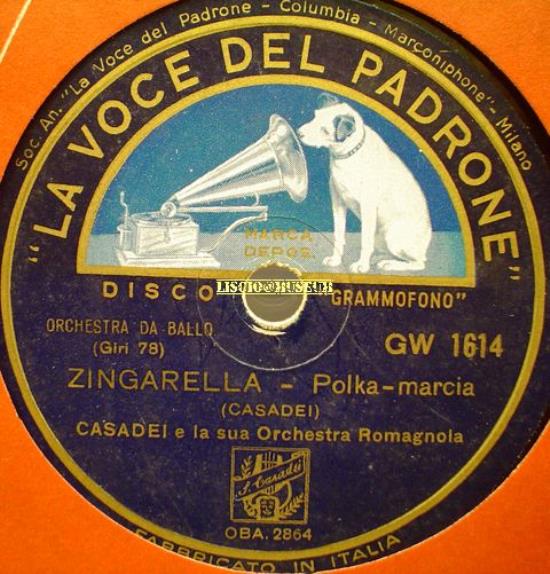 Soc. An. "La Voce del Padrone - Columbia - Marconiphone" - Milano
"LA VOCE DEL PADRONE"
MARCA
DEPOS.
DISCO "GRAMMOFONO"
LISCIO@MUSEUM
ORCHESTRA DA BALLO
(Giri 78)
GW 1614
ZINGARELLA - Polka-marcia
(CASADEI)
CASADEI e la sua Orchestra Romagnola
S. Casadei
OBA. 2864
FABBRICATO IN ITALIA